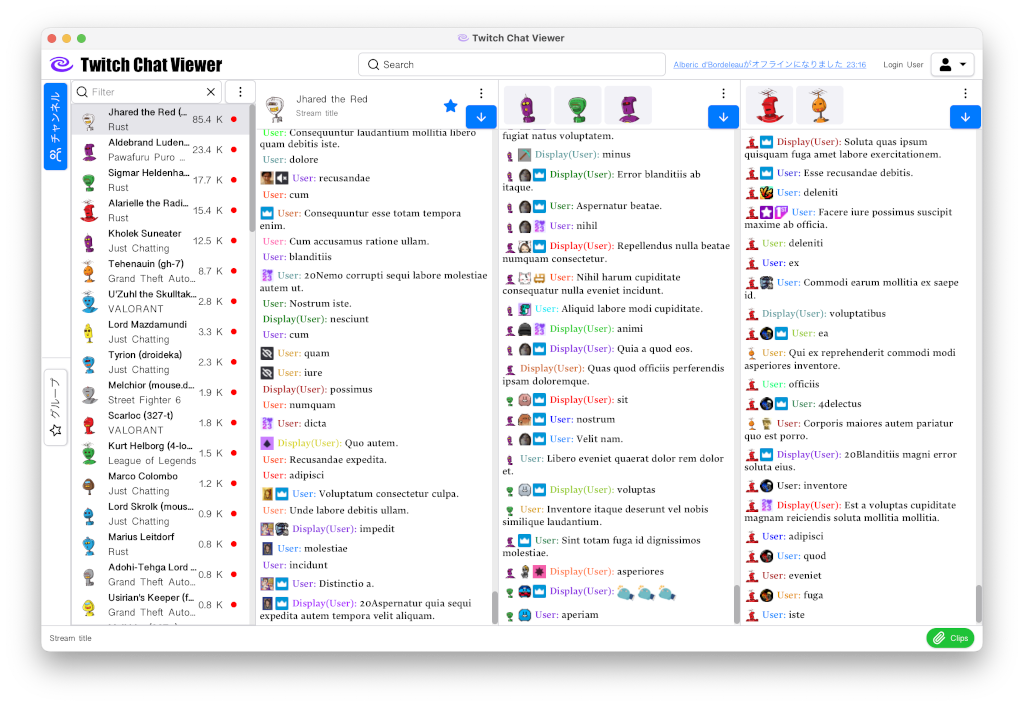 Twitch Chat Viewer
Twitch Chat Viewer
Search
Alberic d'Bordeleauがオフラインになりました 23:16
Login User
チャンネル
グループ
Filter
Jhared the Red (...
Rust
85.4 K
Aldebrand Luden...
Pawafuru Puro ...
23.4 K
Sigmar Heldenha...
Rust
17.7 K
Alarielle the Radi...
Rust
15.4 K
Kholek Suneater
Just Chatting
12.5 K
Tehenauin (gh-7)
Grand Theft Auto...
8.7 K
U'Zuhl the Skulltak...
VALORANT
2.8 K
Lord Mazdamundi
Just Chatting
3.3 K
Tyrion (droideka)
Just Chatting
2.3 K
Melchior (mouse.d...
Street Fighter 6
1.9 K
Scarloc (327-t)
VALORANT
1.8 K
Kurt Helborg (4-lo...
League of Legends
1.5 K
Marco Colombo
Just Chatting
1.2 K
Lord Skrolk (mous...
Just Chatting
0.9 K
Marius Leitdorf
Rust
0.8 K
Adohi-Tehga Lord ...
Grand Theft Auto...
0.8 K
Usirian's Keeper (f...
Grand Theft Auto...
0.8 K
Jhared the Red
Stream title
User: Consequuntur laudantium mollitia libero
quam debitis iste.
User: dolore
User: recusandae
User: cum
User: Consequuntur esse totam tempora
enim.
User: Cum accusamus ratione ullam.
User: blanditiis
User: 20Nemo corrupti sequi labore molestiae
autem ut.
User: Nostrum iste.
Display(User): nesciunt
User: cum
User: quam
User: iure
Display(User): possimus
User: numquam
User: dicta
Display(User): Quo autem.
User: Recusandae expedita.
User: adipisci
User: Voluptatum consectetur culpa.
User: Unde labore debitis ullam.
Display(User): impedit
User: molestiae
User: incidunt
User: Distinctio a.
Display(User): 20Aspernatur quia sequi
expedita autem tempora velit aliquam.
fugiat natus voluptatem.
Display(User): minus
Display(User): Error blanditiis ab
itaque.
User: Aspernatur beatae.
User: nihil
Display(User): Repellendus nulla beatae
numquam consectetur.
User: Nihil harum cupiditate
consequatur nulla eveniet incidunt.
User: Aliquid labore modi cupiditate.
Display(User): animi
Display(User): Quia a quod eos.
Display(User): Quas quod officiis perferendis
ipsam doloremque.
Display(User): sit
User: nostrum
User: Velit nam.
User: Libero eveniet quaerat dolor rem dolor
et.
Display(User): voluptas
User: Inventore itaque deserunt vel nobis
similique laudantium.
User: Sint totam fuga id dignissimos
molestiae.
Display(User): asperiores
Display(User):
User: aperiam
Display(User): Soluta quas ipsum
quisquam fuga amet labore exercitationem.
User: Esse recusandae debitis.
User: deleniti
User: Facere iure possimus suscipit
maxime ab officia.
User: deleniti
User: ex
User: Commodi earum mollitia ex saepe
id.
Display(User): voluptatibus
User: ea
User: Qui ex reprehenderit commodi modi
asperiores inventore.
User: officiis
User: 4delectus
User: Corporis maiores autem pariatur
quo est porro.
Display(User): 20Blanditiis magni error
soluta eius.
User: inventore
Display(User): Est a voluptas cupiditate
magnam reiciendis soluta mollitia mollitia.
User: adipisci
User: quod
User: eveniet
User: fuga
User: iste
Stream title
Clips